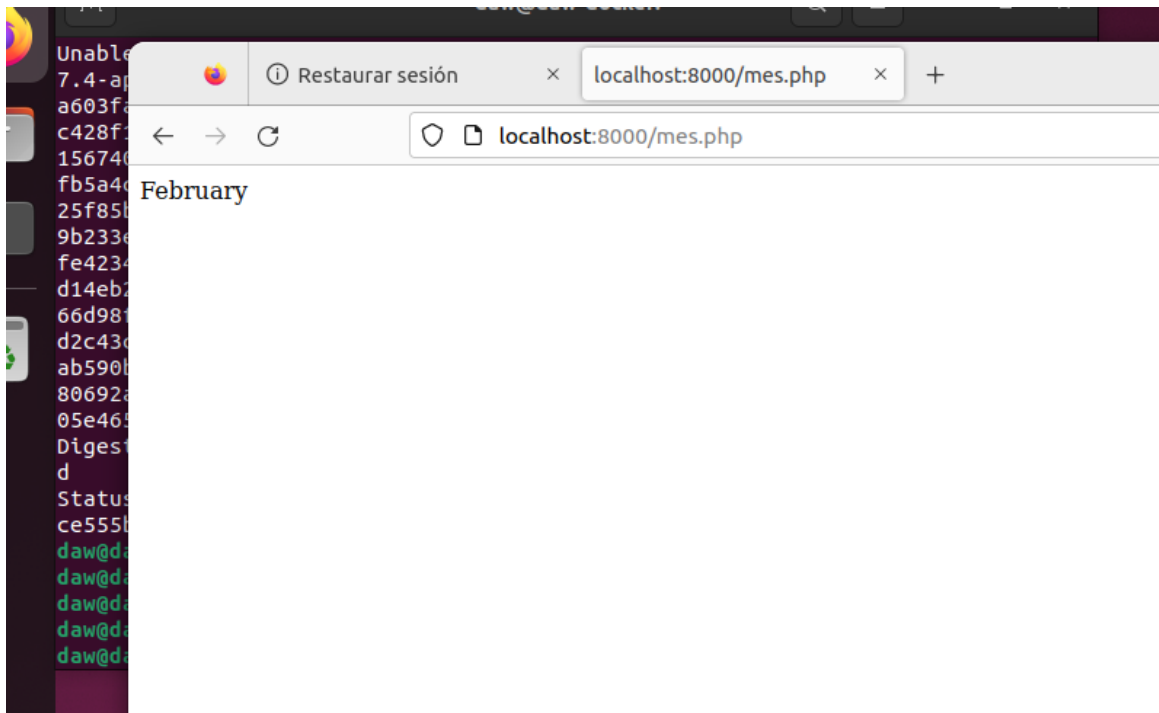 Restaurar sesión
localhost:8000/mes.php
localhost:8000/mes.php
February
Unable
7.4-ap
a603fa
c428f1
156740
fb5a4c
25f85b
9b233e
fe4234
d14eb2
66d98f
d2c43c
ab590b
80692a
05e465
Digest
d
Status
ce555b
daw@da
daw@da
daw@da
daw@da
daw@da